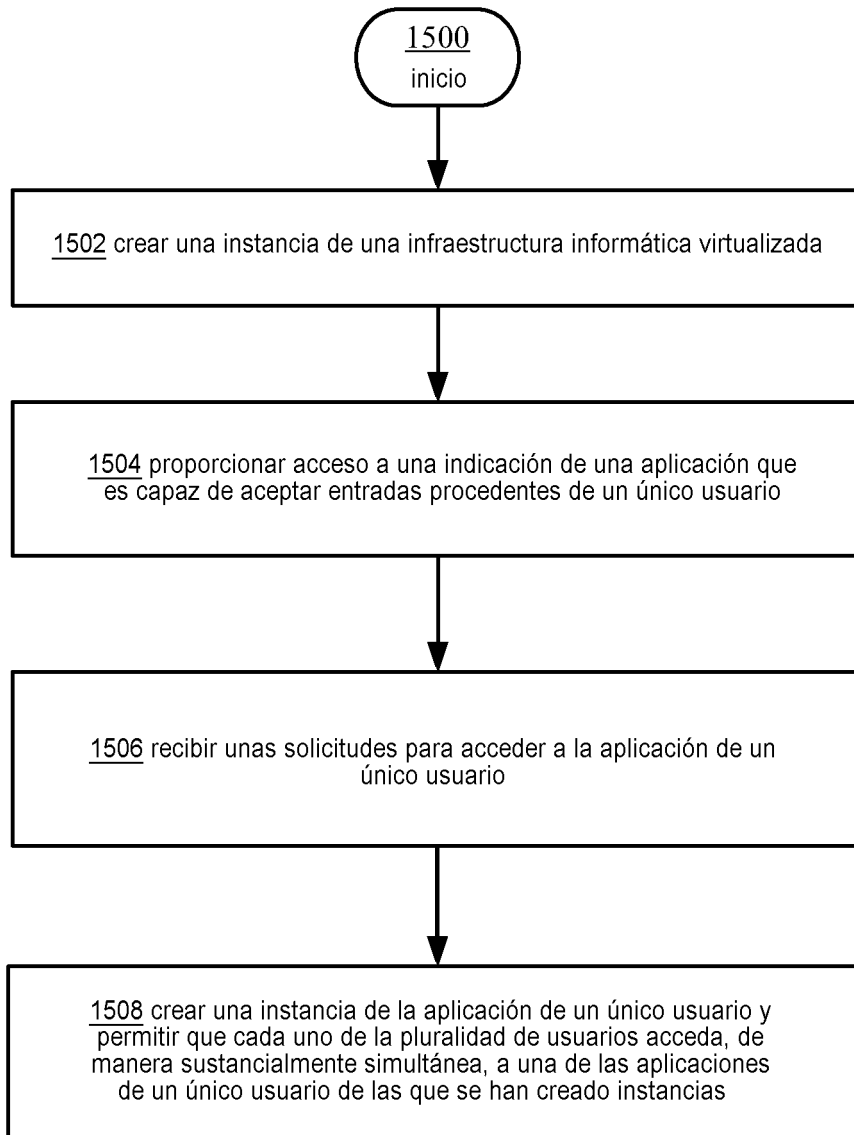 1500
inicio
1502 crear una instancia de una infraestructura informática virtualizada
1504 proporcionar acceso a una indicación de una aplicación que
es capaz de aceptar entradas procedentes de un único usuario
1506 recibir unas solicitudes para acceder a la aplicación de un
único usuario
1508 crear una instancia de la aplicación de un único usuario y
permitir que cada uno de la pluralidad de usuarios acceda, de
manera sustancialmente simultánea, a una de las aplicaciones
de un único usuario de las que se han creado instancias